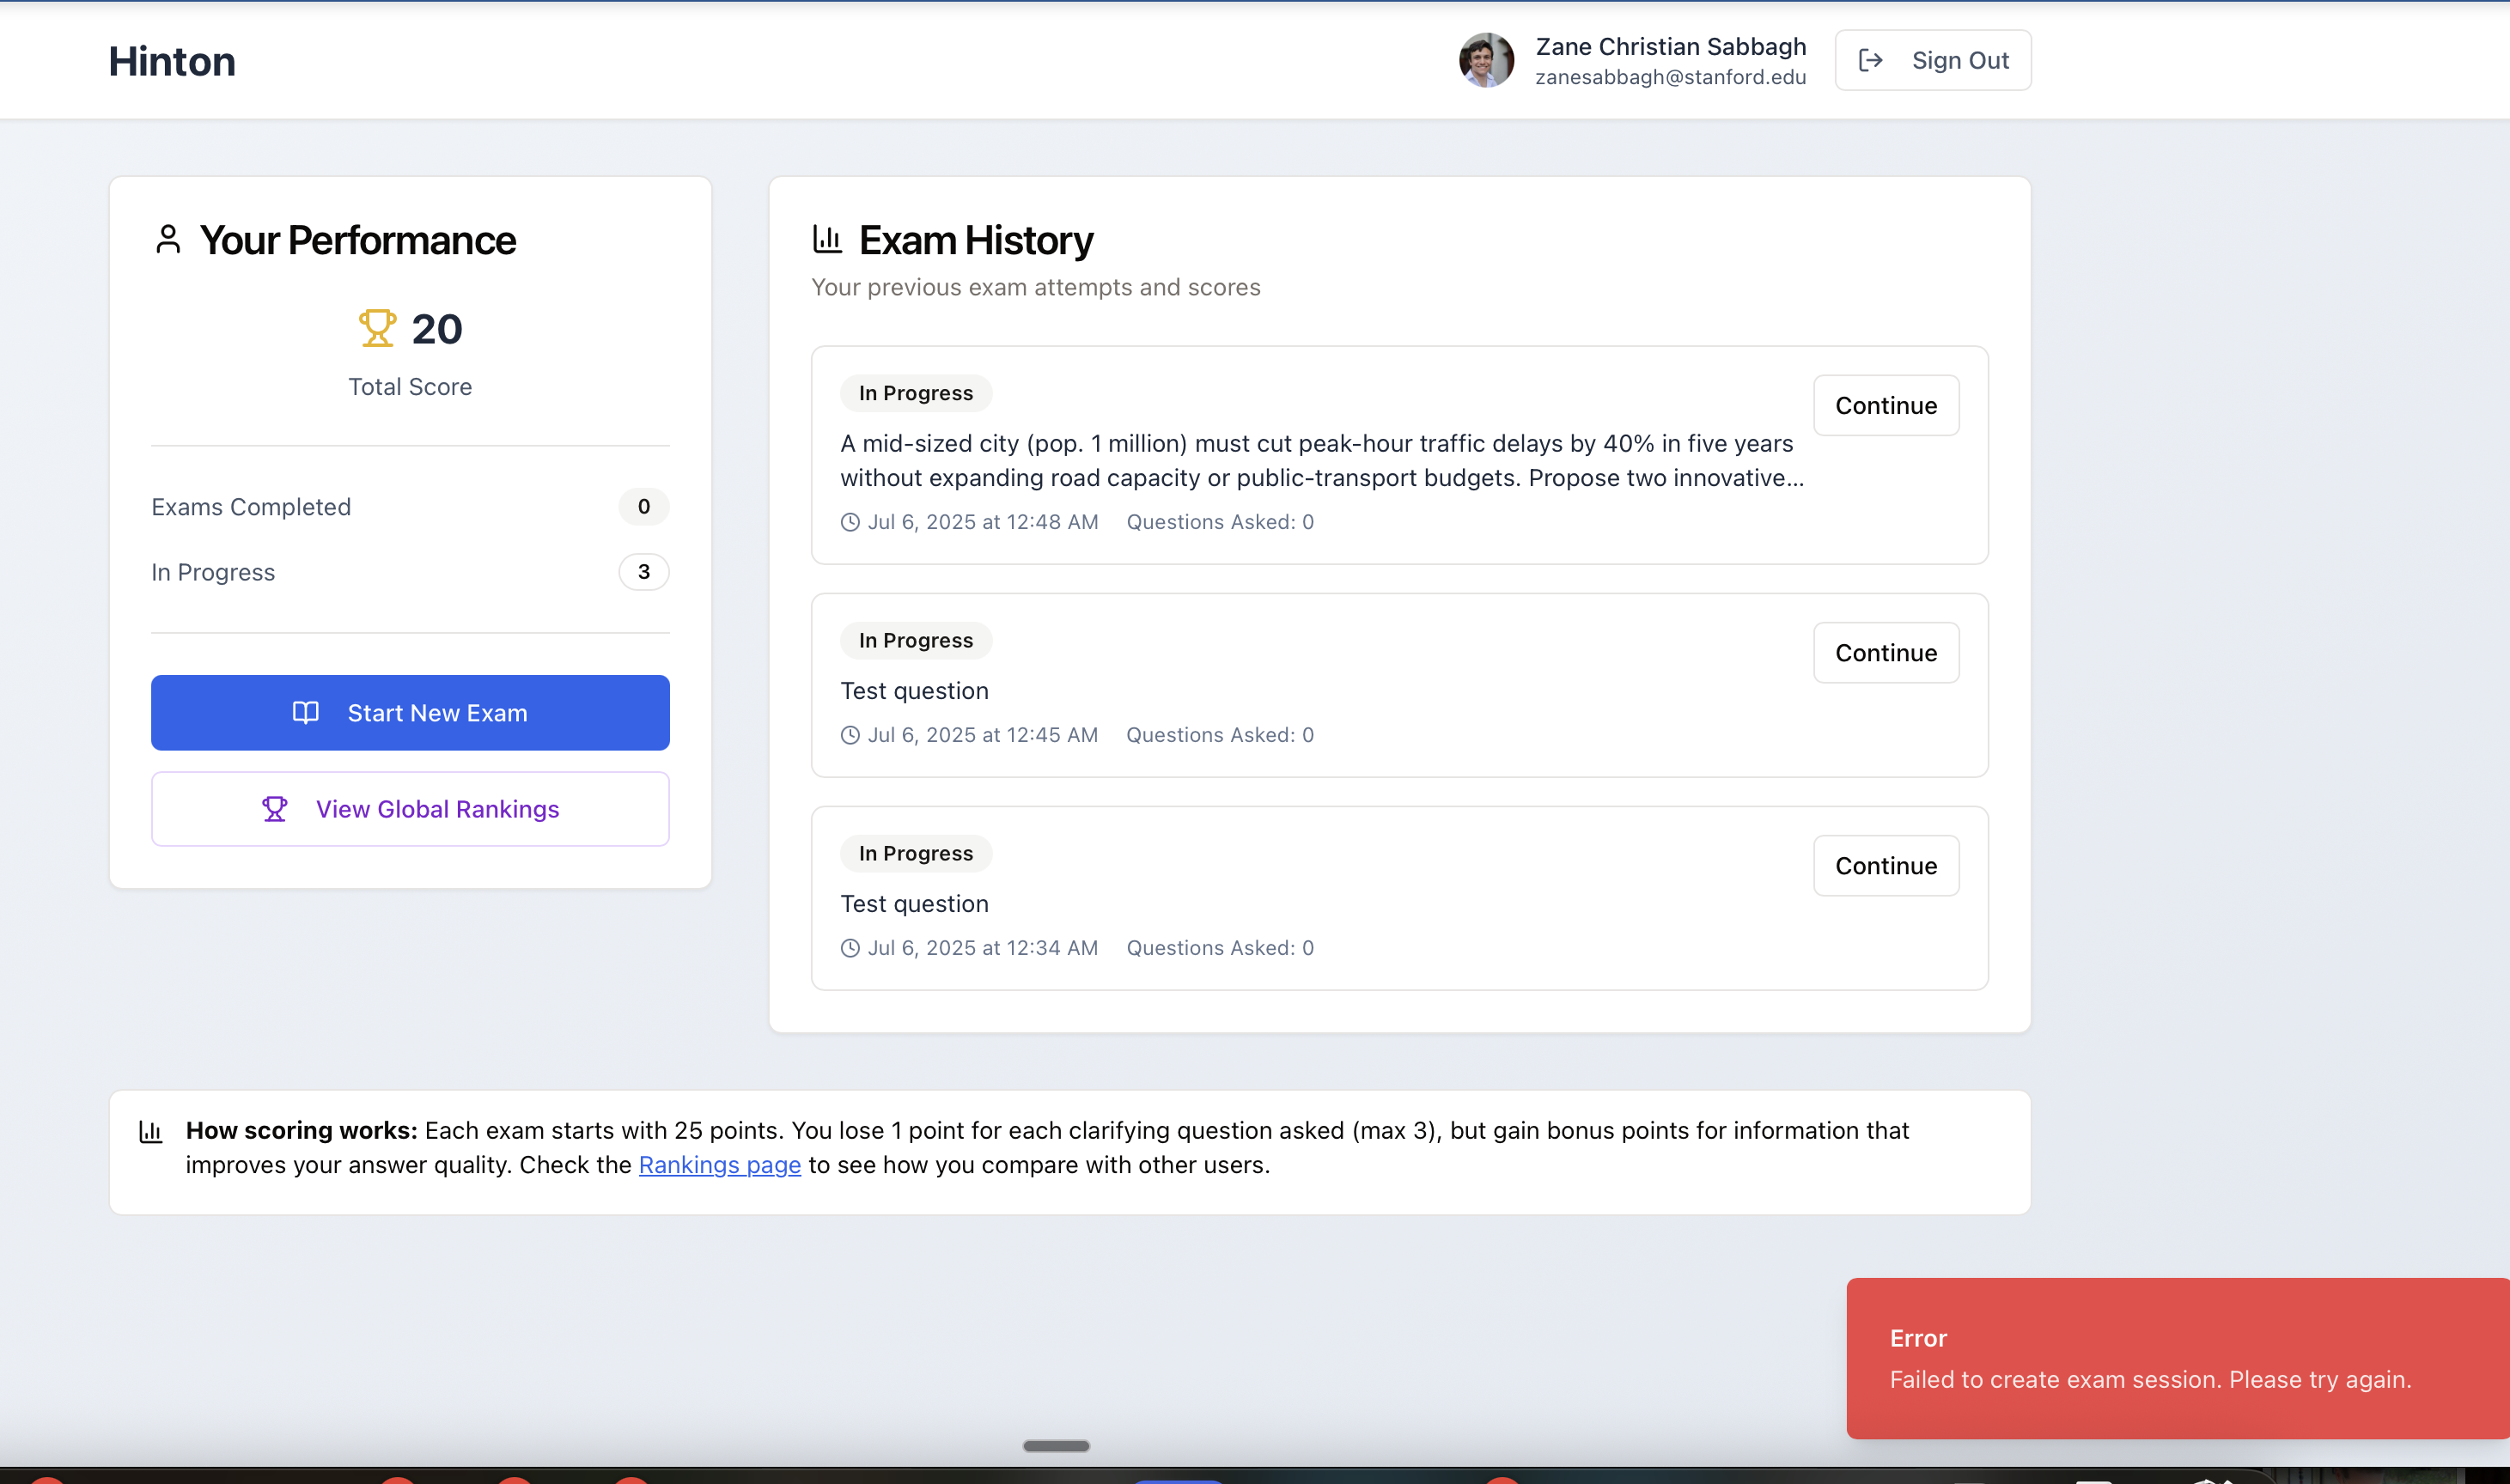 Hinton
Zane Christian Sabbagh
zanesabbagh@stanford.edu
Sign Out
Your Performance
20
Total Score
Exams Completed 0
In Progress 3
Start New Exam
View Global Rankings
Exam History
Your previous exam attempts and scores
In Progress
Continue
A mid-sized city (pop. 1 million) must cut peak-hour traffic delays by 40% in five years
without expanding road capacity or public-transport budgets. Propose two innovative...
Jul 6, 2025 at 12:48 AM Questions Asked: 0
In Progress
Continue
Test question
Jul 6, 2025 at 12:45 AM Questions Asked: 0
In Progress
Continue
Test question
Jul 6, 2025 at 12:34 AM Questions Asked: 0
How scoring works: Each exam starts with 25 points. You lose 1 point for each clarifying question asked (max 3), but gain bonus points for information that
improves your answer quality. Check the Rankings page to see how you compare with other users.
Error
Failed to create exam session. Please try again.